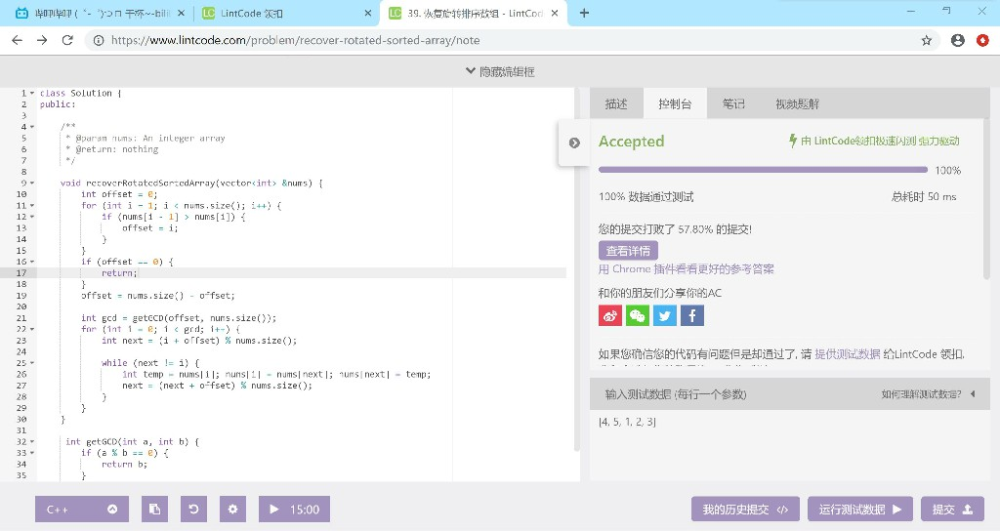 哔哩哔哩 (゜-゜)つロ 干杯~-bili
LintCode 领扣
39. 恢复旋转排序数组 - LintCod
https://www.lintcode.com/problem/recover-rotated-sorted-array/note
隐藏编辑框
1 class Solution {
2 public:
3
4 /**
5 * @param nums: An integer array
6 * @return: nothing
7 */
8
9 void recoverRotatedSortedArray(vector<int> &nums) {
10 int offset = 0;
11 for (int i = 1; i < nums.size(); i++) {
12 if (nums[i - 1] > nums[i]) {
13 offset = i;
14 }
15 }
16 if (offset == 0) {
17 return;
18 }
19 offset = nums.size() - offset;
20
21 int gcd = getGCD(offset, nums.size());
22 for (int i = 0; i < gcd; i++) {
23 int next = (i + offset) % nums.size();
24
25 while (next != i) {
26 int temp = nums[i]; nums[i] = nums[next]; nums[next] = temp;
27 next = (next + offset) % nums.size();
28 }
29 }
30 }
31
32 int getGCD(int a, int b) {
33 if (a % b == 0) {
34 return b;
35 }
C++
15:00
描述 控制台 笔记 视频题解
Accepted
由 LintCode领扣极速闪测 强力驱动
100%
100% 数据通过测试 总耗时 50 ms
您的提交打败了 57.80% 的提交!
查看详情
用 Chrome 插件看看更好的参考答案
和你的朋友们分享你的AC
如果您确信您的代码有问题但是却通过了, 请 提供测试数据 给LintCode 领扣,
输入测试数据 (每行一个参数) 如何理解测试数据?
[4, 5, 1, 2, 3]
我的历史提交 </> 运行测试数据 提交